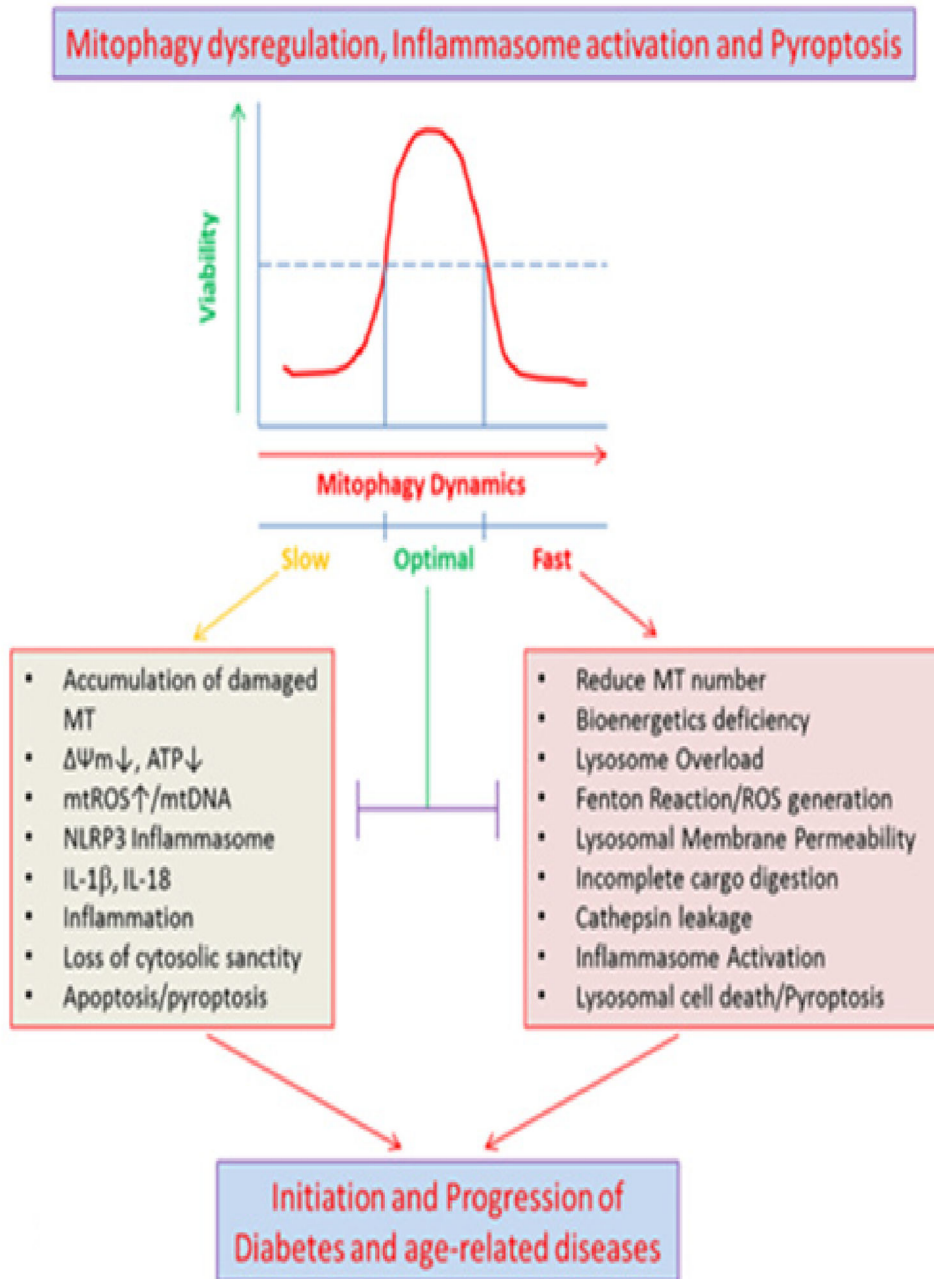 Mitophagy dysregulation, Inflammasome activation and Pyroptosis
Viability
Mitophagy Dynamics
Slow
Optimal
Fast
• Accumulation of damaged
MT
• ΔΨm↓, ATP↓
• mtROS↑/mtDNA
• NLRP3 Inflammasome
• IL-1β, IL-18
• Inflammation
• Loss of cytosolic sanctity
• Apoptosis/pyroptosis
• Reduce MT number
• Bioenergetics deficiency
• Lysosome Overload
• Fenton Reaction/ROS generation
• Lysosomal Membrane Permeability
• Incomplete cargo digestion
• Cathepsin leakage
• Inflammasome Activation
• Lysosomal cell death/Pyroptosis
Initiation and Progression of
Diabetes and age-related diseases